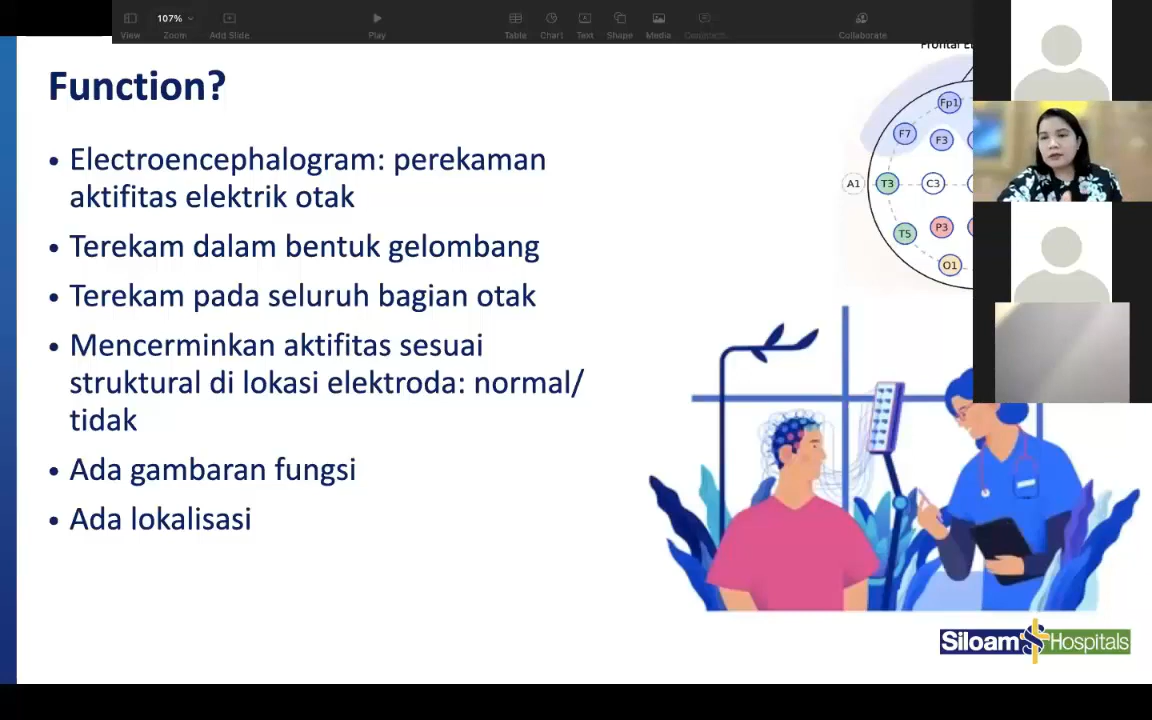 107%
View
Zoom
Add Slide
Play
Table
Chart
Text
Shape
Media
Comment
Collaborate
Function?
• Electroencephalogram: perekaman
aktifitas elektrik otak
• Terekam dalam bentuk gelombang
• Terekam pada seluruh bagian otak
• Mencerminkan aktifitas sesuai
struktural di lokasi elektroda: normal/
tidak
• Ada gambaran fungsi
• Ada lokalisasi
Frontal
Fp1
F7
F3
A1
T3
C3
T5
P3
O1
Siloam Hospitals